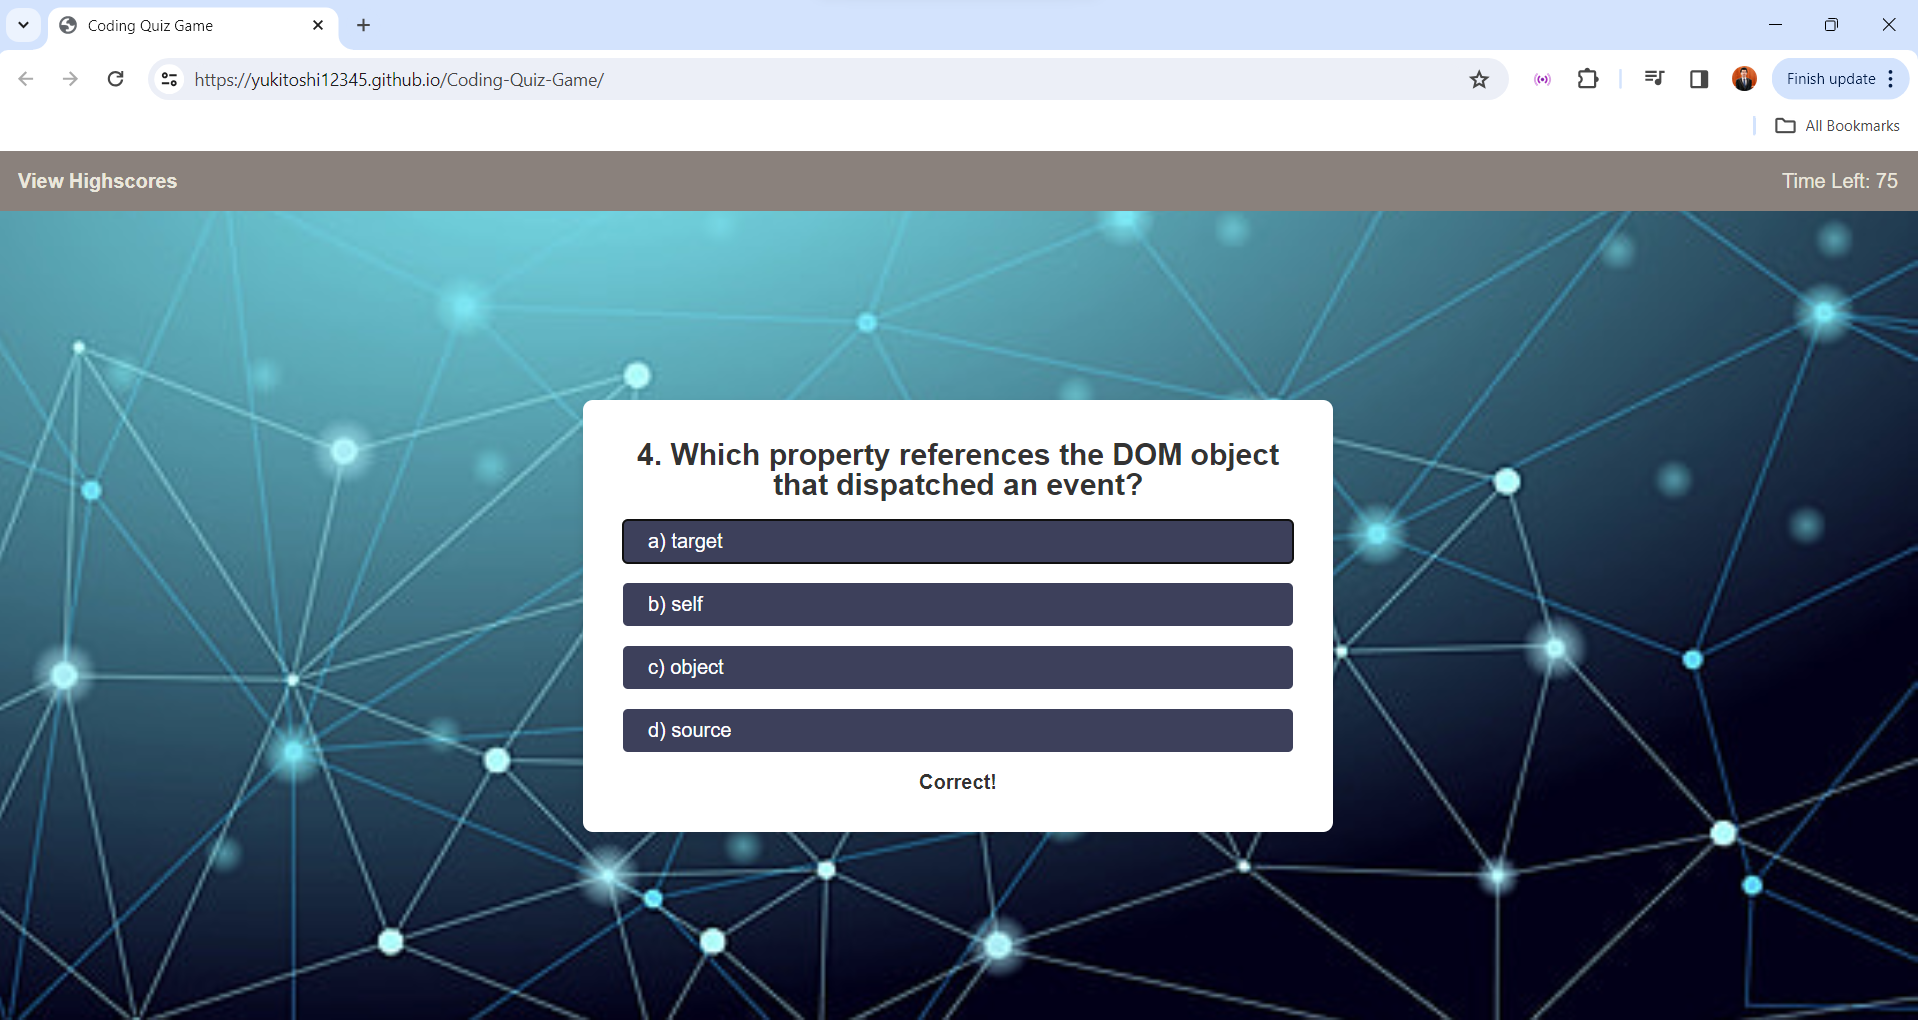 Coding Quiz Game
https://yukitoshi12345.github.io/Coding-Quiz-Game/
Finish update
All Bookmarks
View Highscores
Time Left: 75
4. Which property references the DOM object
that dispatched an event?
a) target
b) self
c) object
d) source
Correct!